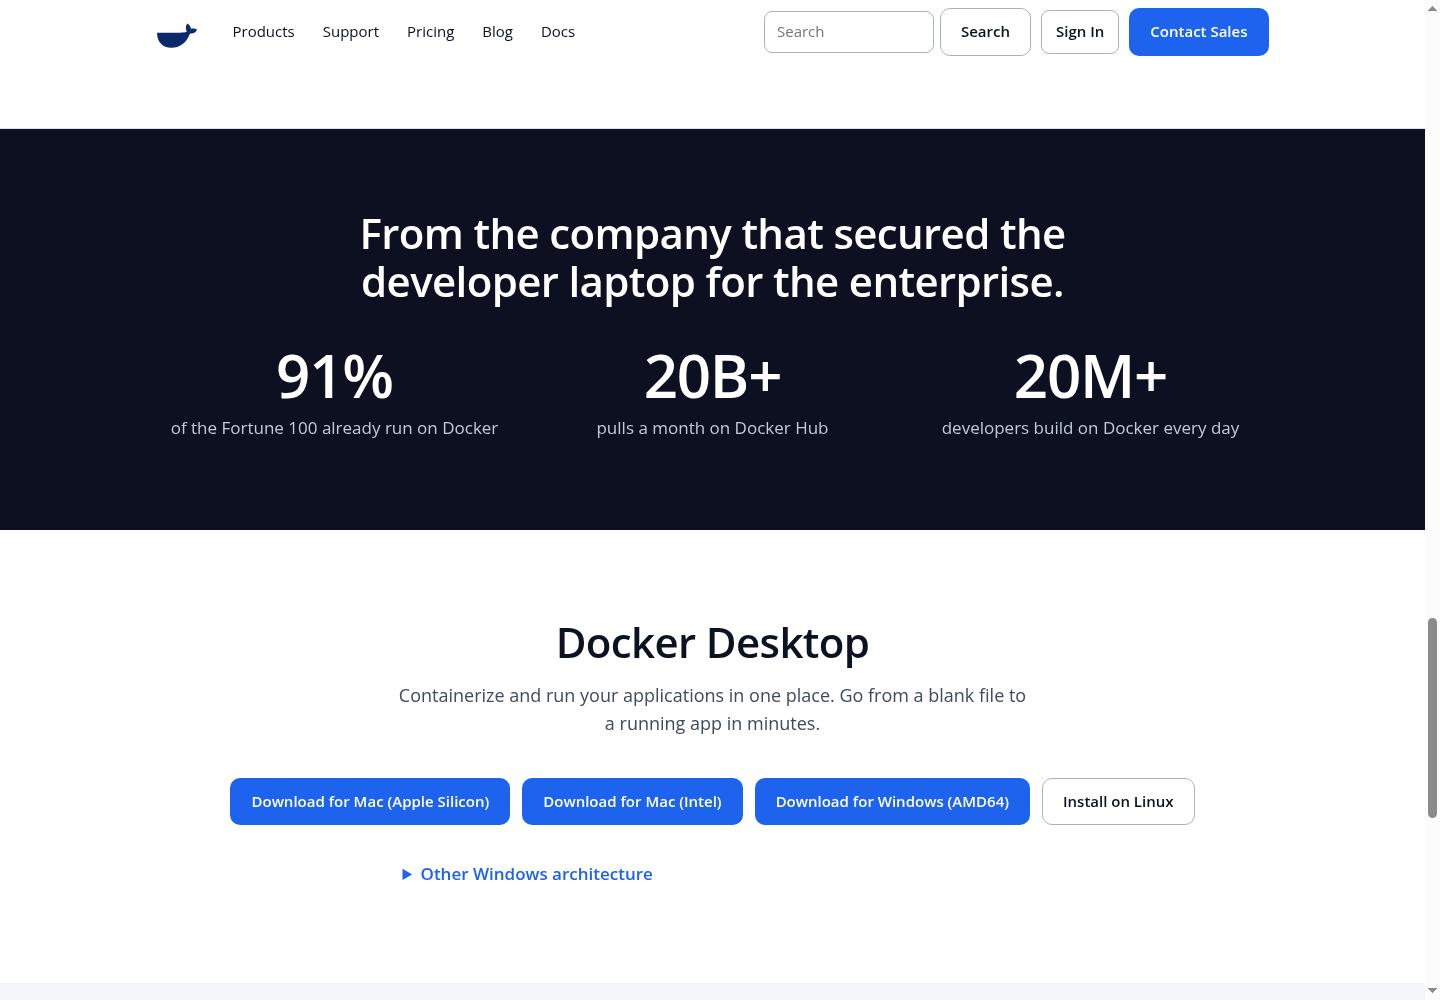 Products
Support
Pricing
Blog
Docs
Search
Search
Sign In
Contact Sales
From the company that secured the
developer laptop for the enterprise.
91%
of the Fortune 100 already run on Docker
20B+
pulls a month on Docker Hub
20M+
developers build on Docker every day
Docker Desktop
Containerize and run your applications in one place. Go from a blank file to
a running app in minutes.
Download for Mac (Apple Silicon)
Download for Mac (Intel)
Download for Windows (AMD64)
Install on Linux
Other Windows architecture